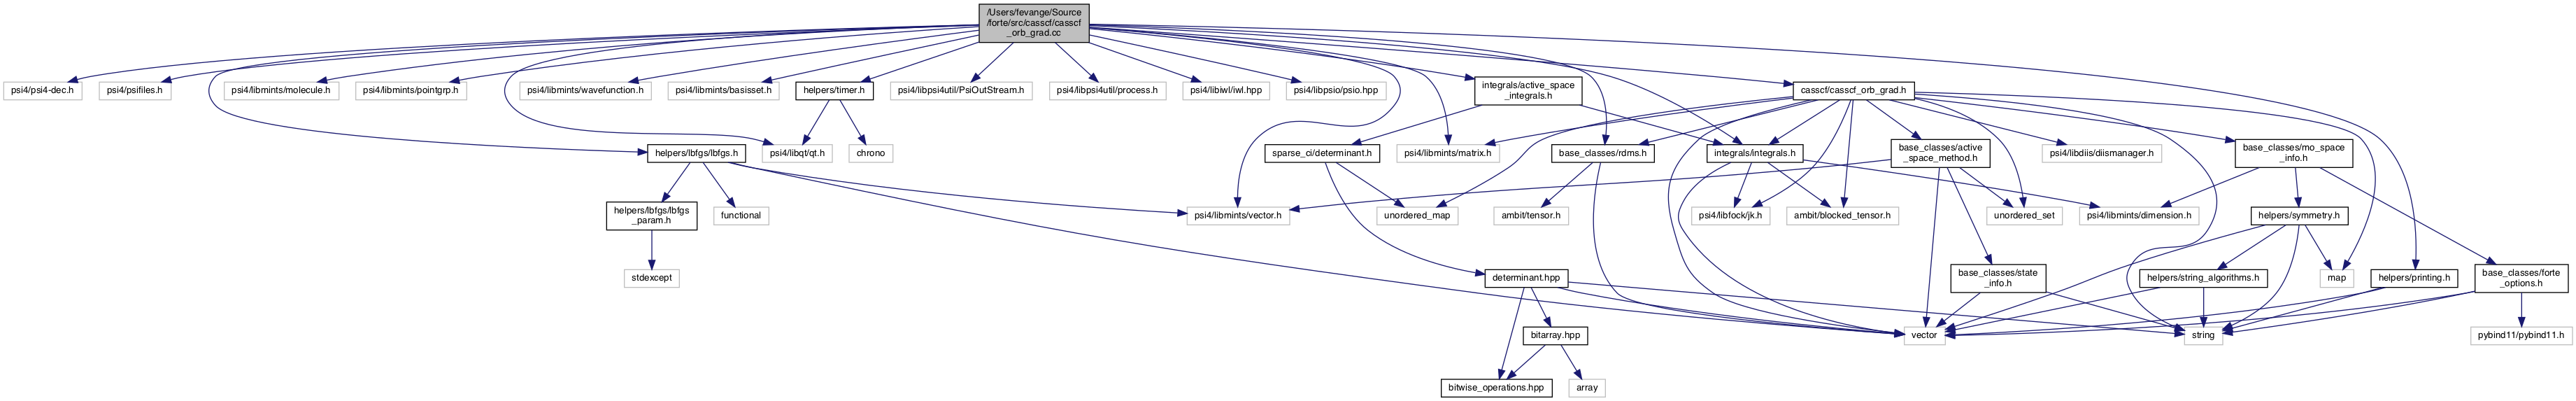 /Users/fevange/Source
/forte/src/casscf/casscf
_orb_grad.cc
psi4/psi4-dec.h
psi4/psifiles.h
psi4/libmints/molecule.h
psi4/libmints/pointgrp.h
psi4/libmints/wavefunction.h
psi4/libmints/basisset.h
helpers/timer.h
psi4/libpsi4util/PsiOutStream.h
psi4/libpsi4util/process.h
psi4/libiwl/iwl.hpp
psi4/libpsio/psio.hpp
integrals/active_space
_integrals.h
casscf/casscf_orb_grad.h
helpers/lbfgs/lbfgs.h
psi4/libqt/qt.h
chrono
sparse_ci/determinant.h
psi4/libmints/matrix.h
base_classes/rdms.h
integrals/integrals.h
base_classes/active
_space_method.h
psi4/libdiis/diismanager.h
base_classes/mo_space
_info.h
helpers/lbfgs/lbfgs
_param.h
functional
psi4/libmints/vector.h
unordered_map
ambit/tensor.h
psi4/libfock/jk.h
ambit/blocked_tensor.h
unordered_set
psi4/libmints/dimension.h
helpers/symmetry.h
stdexcept
determinant.hpp
base_classes/state
_info.h
helpers/string_algorithms.h
map
helpers/printing.h
base_classes/forte
_options.h
bitarray.hpp
vector
string
pybind11/pybind11.h
bitwise_operations.hpp
array